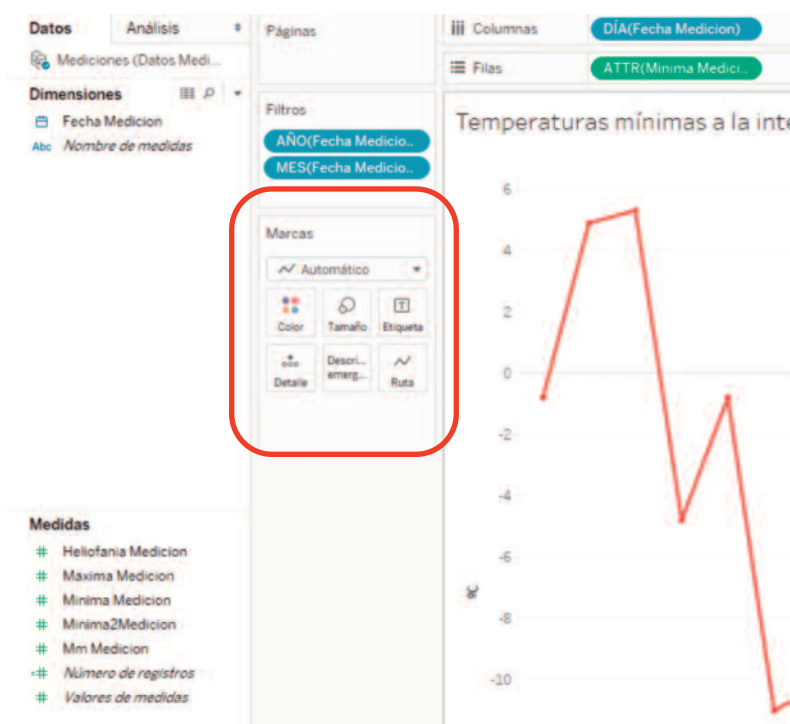 Datos Análisis
Mediciones (Datos Medi...
Dimensiones
Fecha Medicion
Abc Nombre de medidas
Medidas
# Heliofania Medicion
# Maxima Medicion
# Minima Medicion
# Minima2Medicion
# Mm Medicion
=# Número de registros
# Valores de medidas
Páginas
Filtros
AÑO(Fecha Medicio..
MES(Fecha Medicio..
Marcas
Automático
Color Tamaño Etiqueta
T
Detalle Descri... emerg... Ruta
Columnas DÍA(Fecha Medicion)
Filas ATTR(Minima Medici..
Temperaturas mínimas a la inte
6
4
2
0
-2
-4
-6
-8
-10
ºC